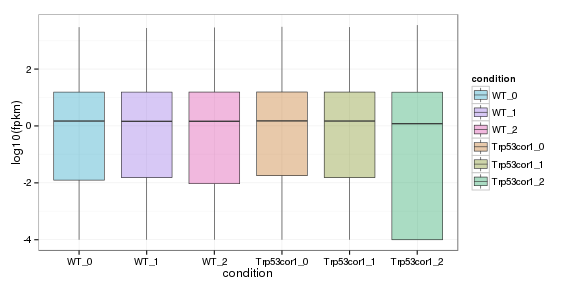 log10(fpkm)
2
0
-2
-4
WT_0 WT_1 WT_2 Trp53cor1_0 Trp53cor1_1 Trp53cor1_2
condition
condition
WT_0
WT_1
WT_2
Trp53cor1_0
Trp53cor1_1
Trp53cor1_2